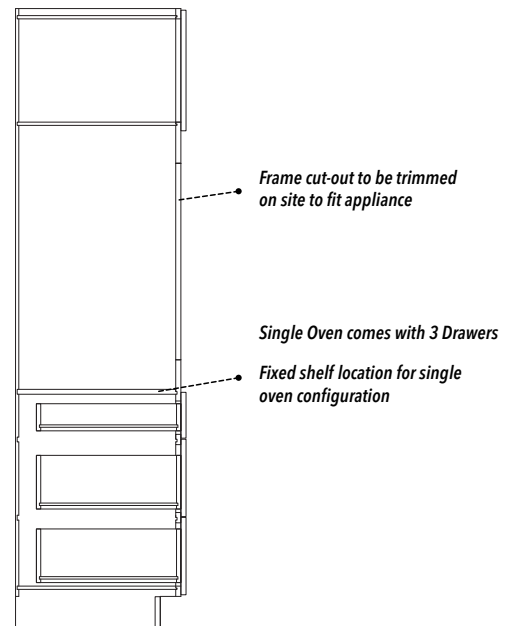 Frame cut-out to be trimmed
on site to fit appliance
Single Oven comes with 3 Drawers
Fixed shelf location for single
oven configuration